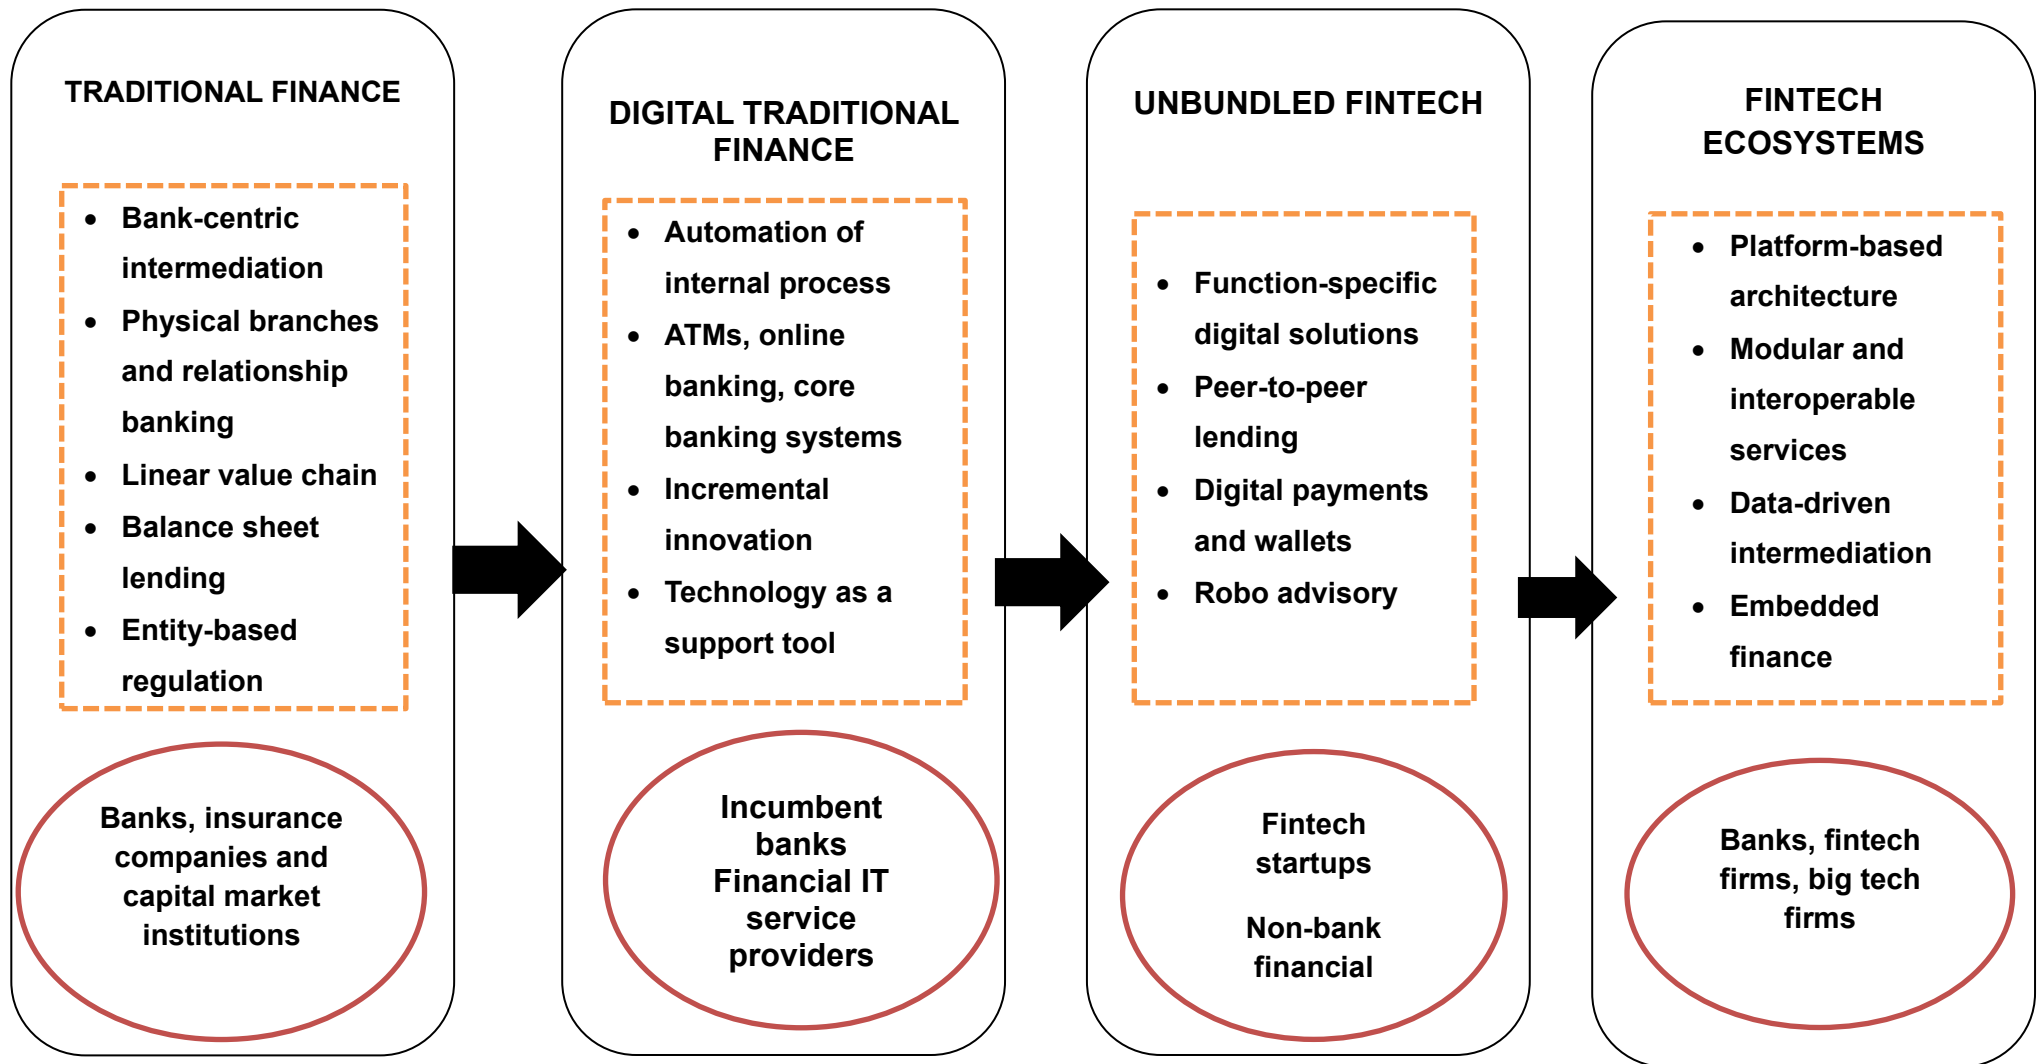 TRADITIONAL FINANCE
• Bank-centric
intermediation
• Physical branches
and relationship
banking
• Linear value chain
• Balance sheet
lending
• Entity-based
regulation
Banks, insurance
companies and
capital market
institutions
DIGITAL TRADITIONAL
FINANCE
• Automation of
internal process
• ATMs, online
banking, core
banking systems
• Incremental
innovation
• Technology as a
support tool
Incumbent
banks
Financial IT
service
providers
UNBUNDLED FINTECH
• Function-specific
digital solutions
• Peer-to-peer
lending
• Digital payments
and wallets
• Robo advisory
Fintech
startups
Non-bank
financial
FINTECH
ECOSYSTEMS
• Platform-based
architecture
• Modular and
interoperable
services
• Data-driven
intermediation
• Embedded
finance
Banks, fintech
firms, big tech
firms